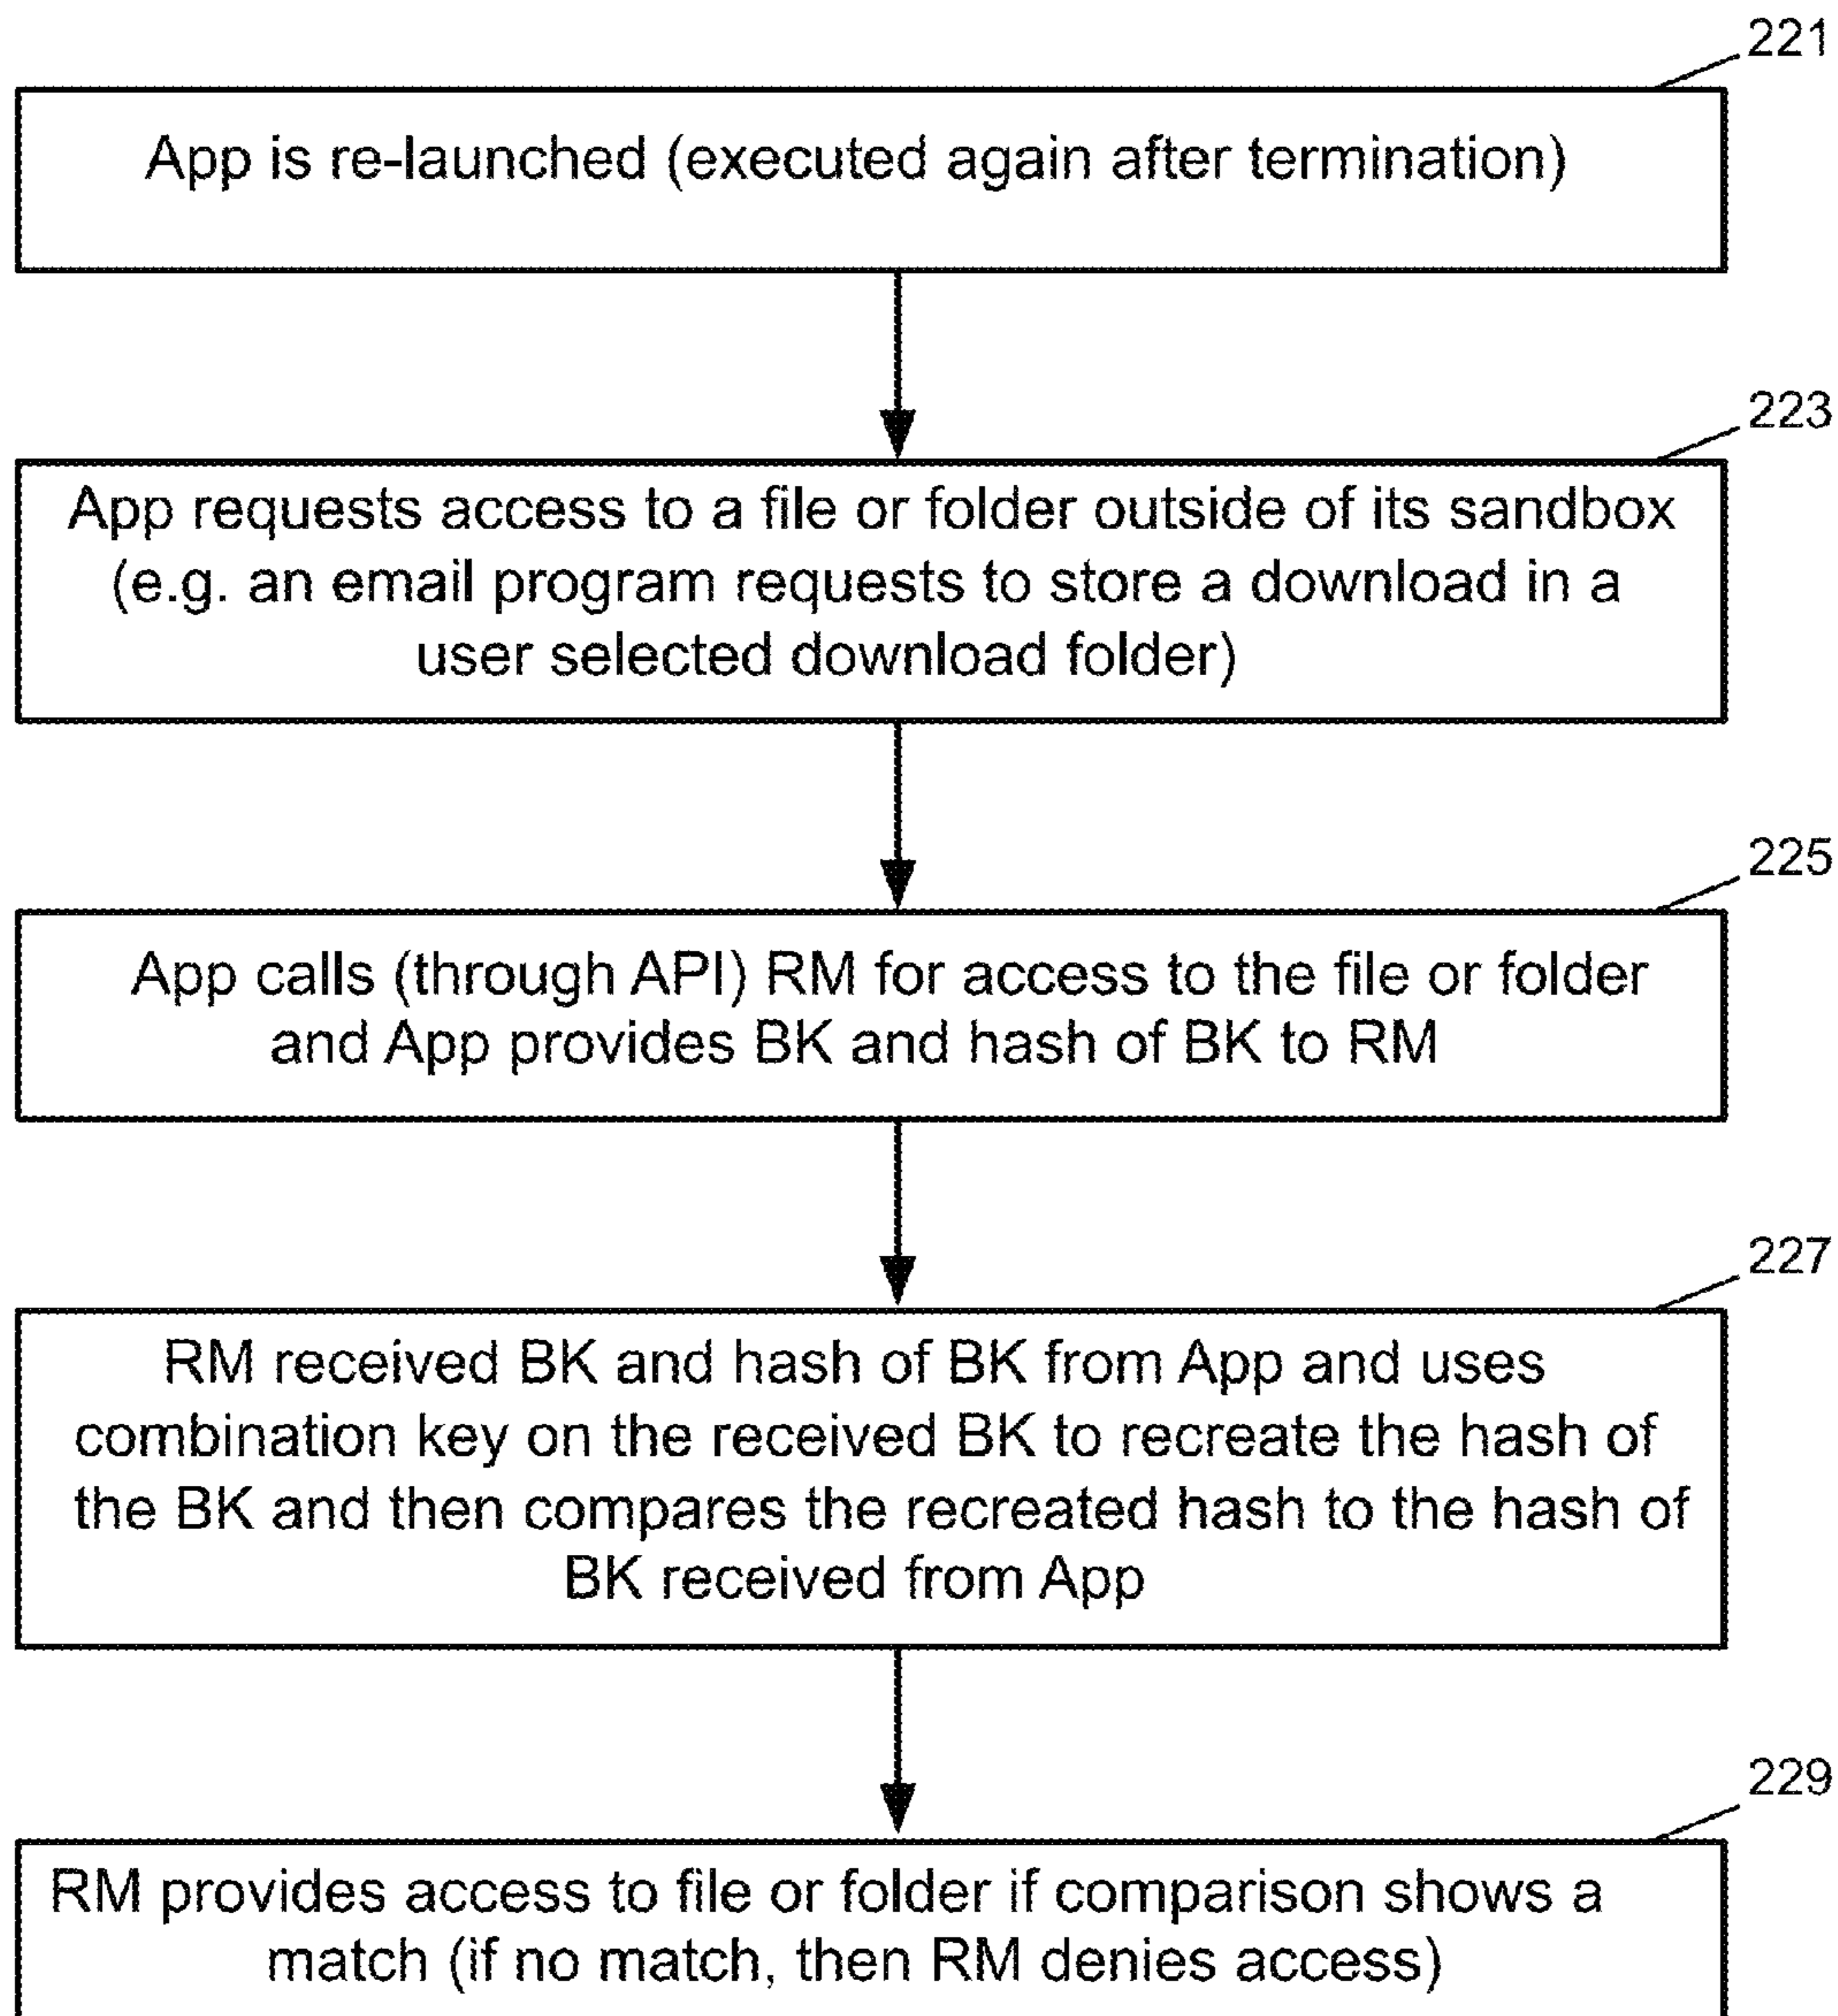 221
App is re-launched (executed again after termination)
223
App requests access to a file or folder outside of its sandbox
(e.g. an email program requests to store a download in a
user selected download folder)
225
App calls (through API) RM for access to the file or folder
and App provides BK and hash of BK to RM
227
RM received BK and hash of BK from App and uses
combination key on the received BK to recreate the hash of
the BK and then compares the recreated hash to the hash of
BK received from App
229
RM provides access to file or folder if comparison shows a
match (if no match, then RM denies access)